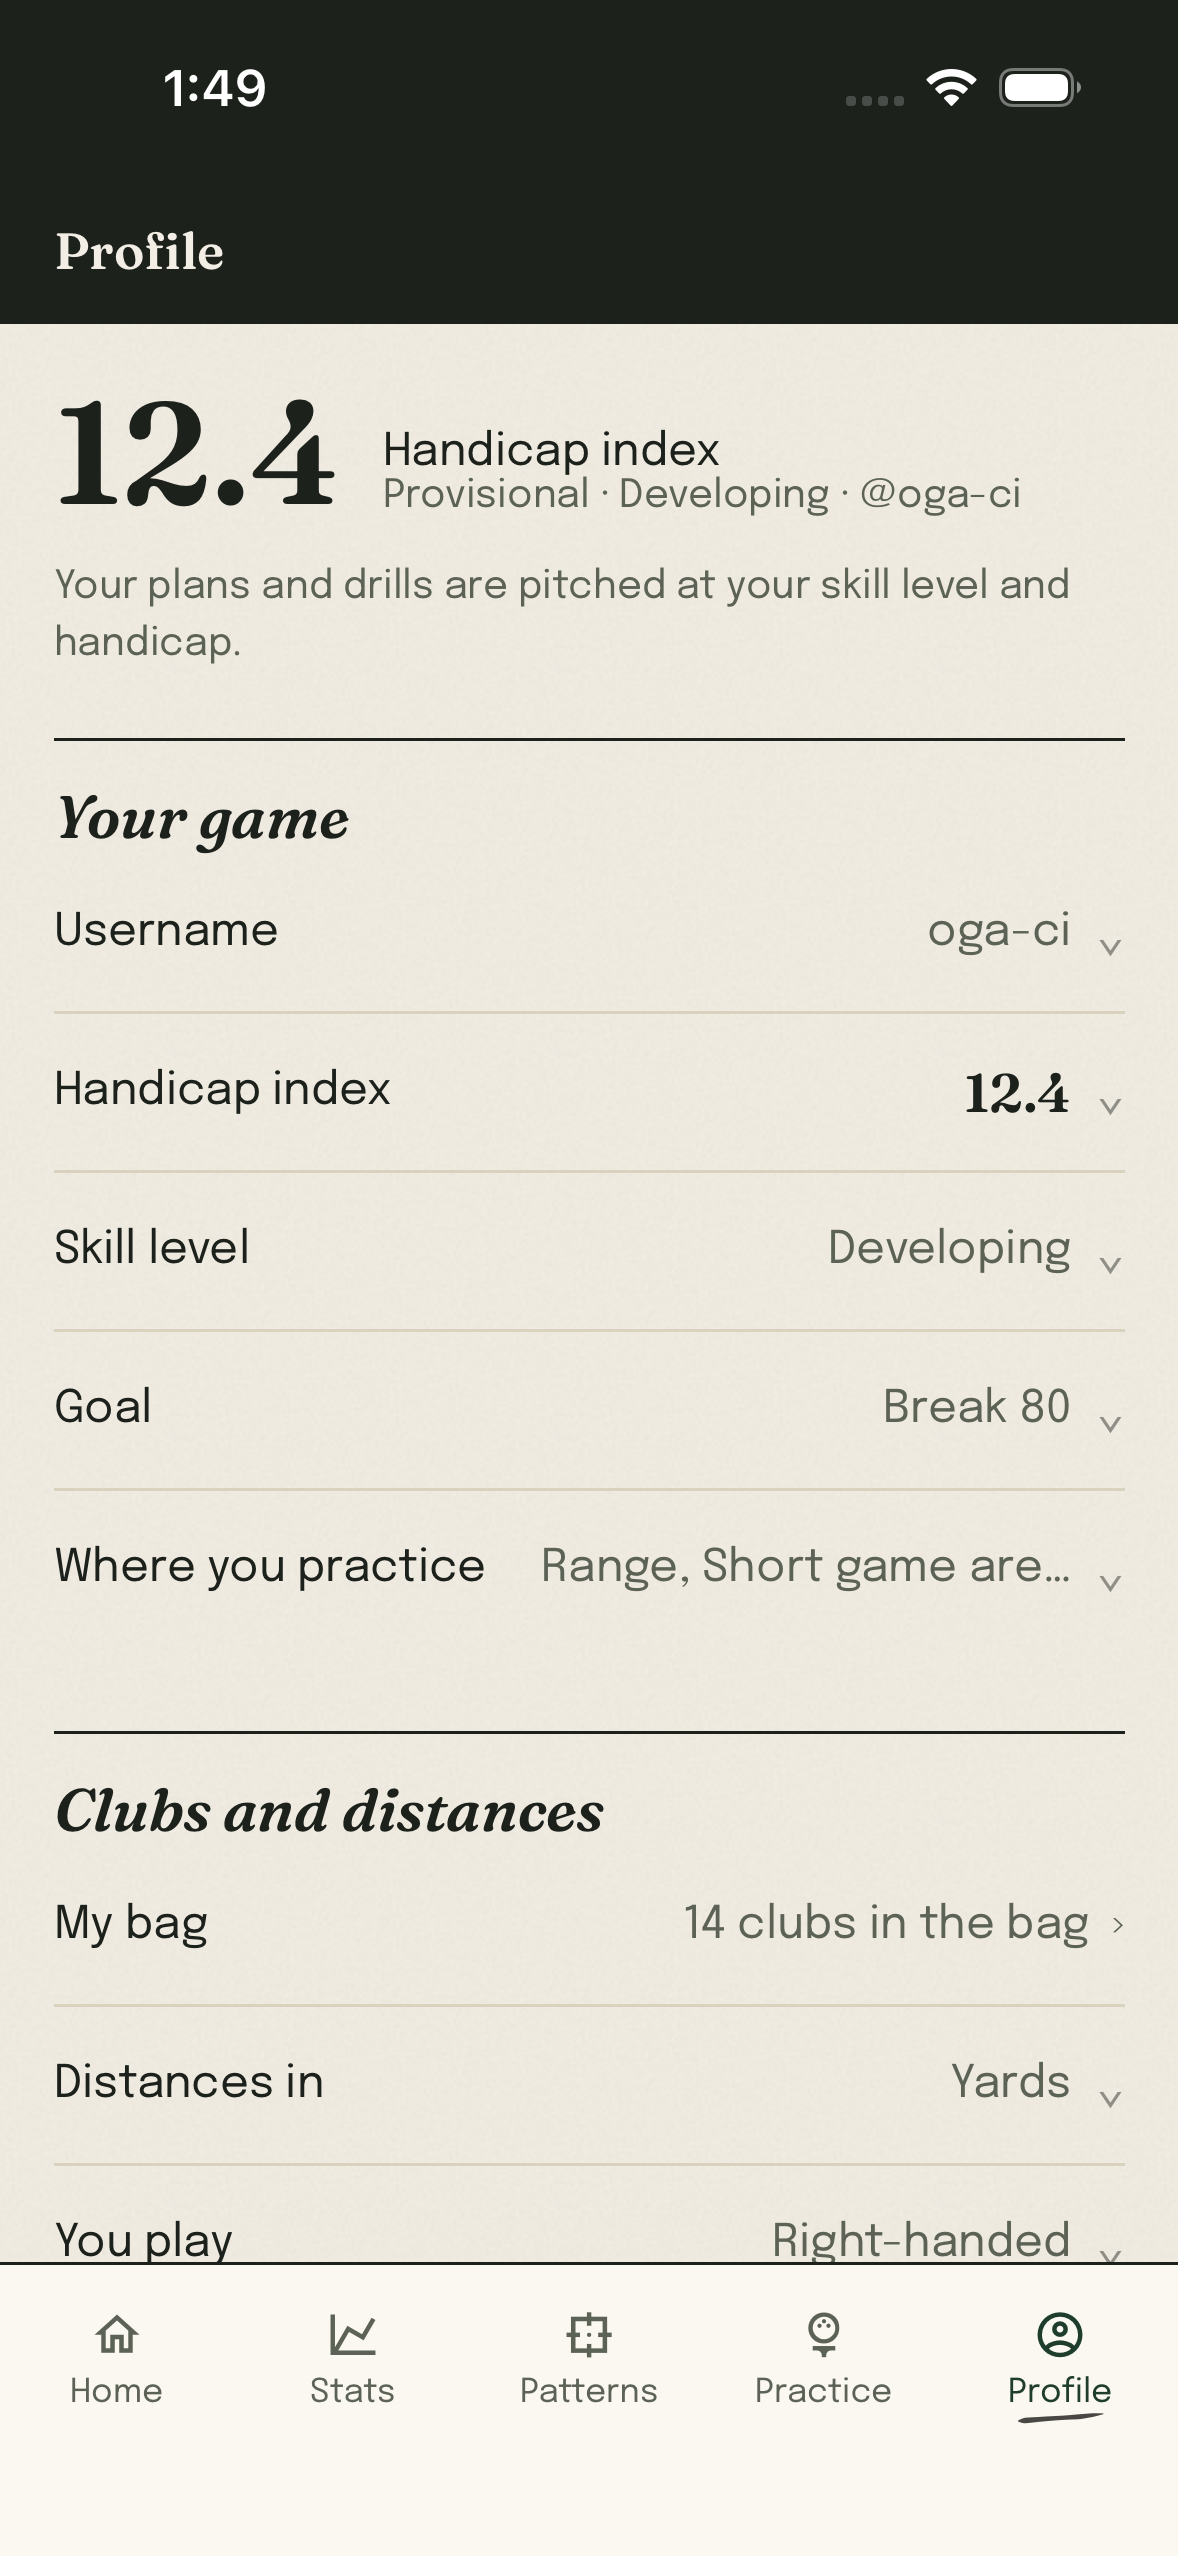 1:49
Profile
12.4
Handicap index
Provisional · Developing · @oga-ci
Your plans and drills are pitched at your skill level and
handicap.
Your game
Username oga-ci
Handicap index 12.4
Skill level Developing
Goal Break 80
Where you practice Range, Short game are…
Clubs and distances
My bag 14 clubs in the bag
Distances in Yards
You play Right-handed
Home Stats Patterns Practice Profile